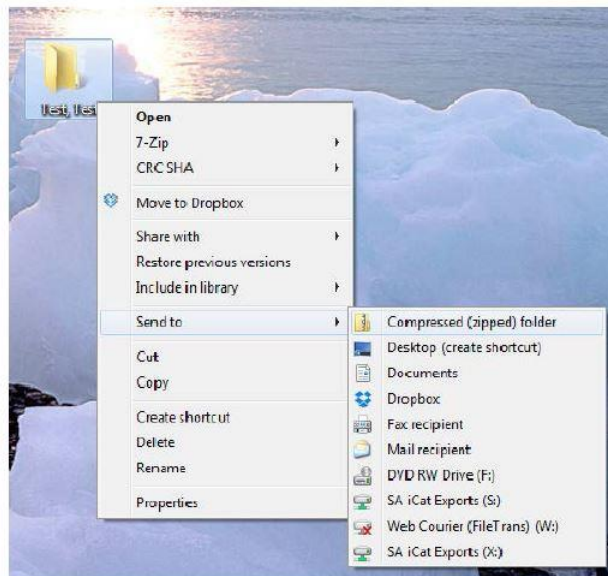 Test, Test
Open
7-Zip
CRC SHA
Move to Dropbox
Share with
Restore previous versions
Include in library
Send to
Cut
Copy
Create shortcut
Delete
Rename
Properties
Compressed (zipped) folder
Desktop (create shortcut)
Documents
Dropbox
Fax recipient
Mail recipient
DVD RW Drive (F:)
SA iCat Exports (S:)
Web Courier (FileTrans) (W:)
SA iCat Exports (X:)